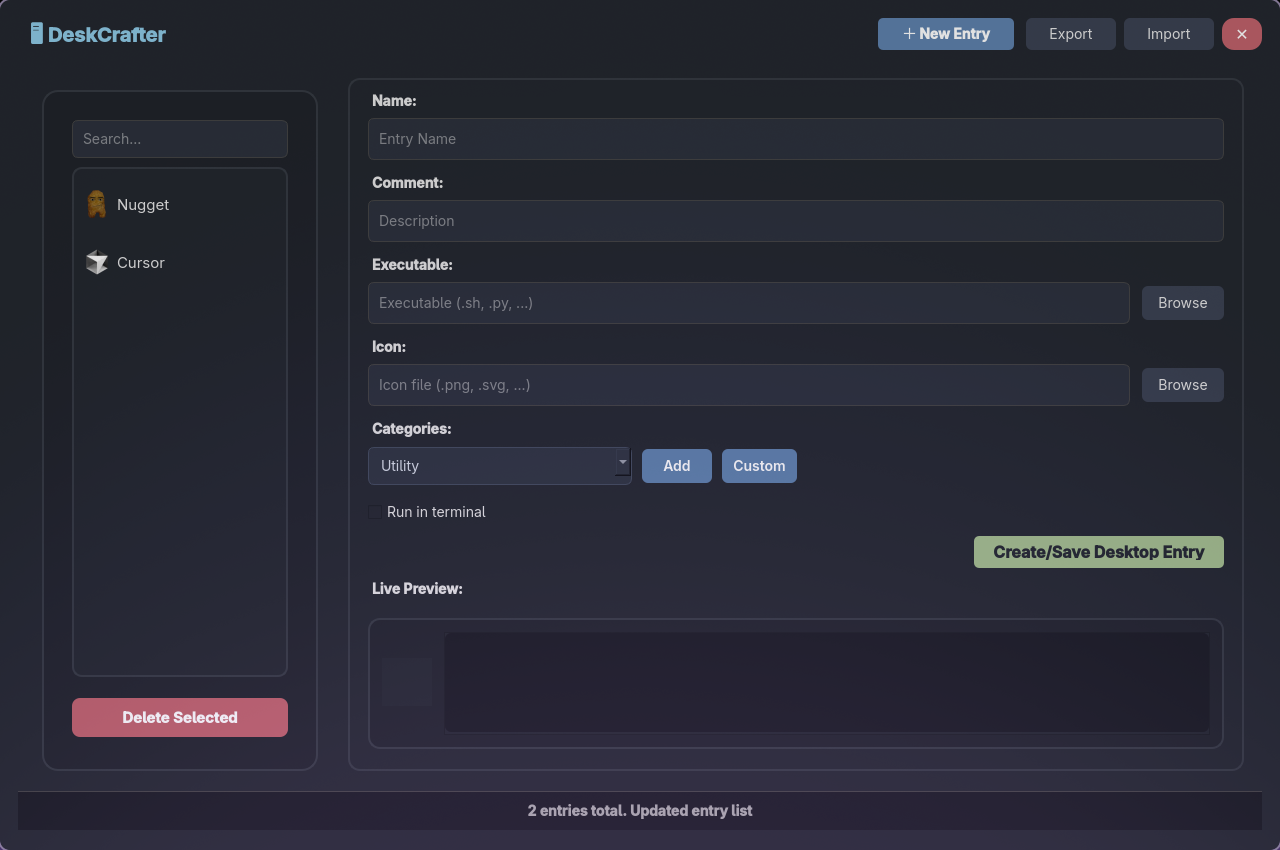 DeskCrafter
+ New Entry
Export
Import
×
Search...
Nugget
Cursor
Delete Selected
Name:
Entry Name
Comment:
Description
Executable:
Executable (.sh, .py, ...)
Browse
Icon:
Icon file (.png, .svg, ...)
Browse
Categories:
Utility
Add
Custom
Run in terminal
Create/Save Desktop Entry
Live Preview:
2 entries total. Updated entry list